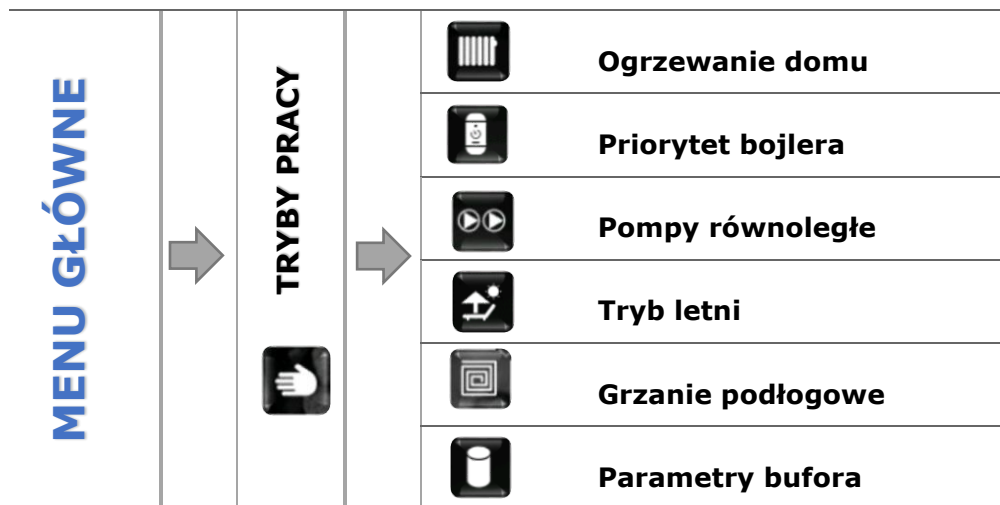 MENU GŁÓWNE
TRYBY PRACY
Ogrzewanie domu
Priorytet bojlera
Pompy równoległe
Tryb letni
Grzanie podłogowe
Parametry bufora